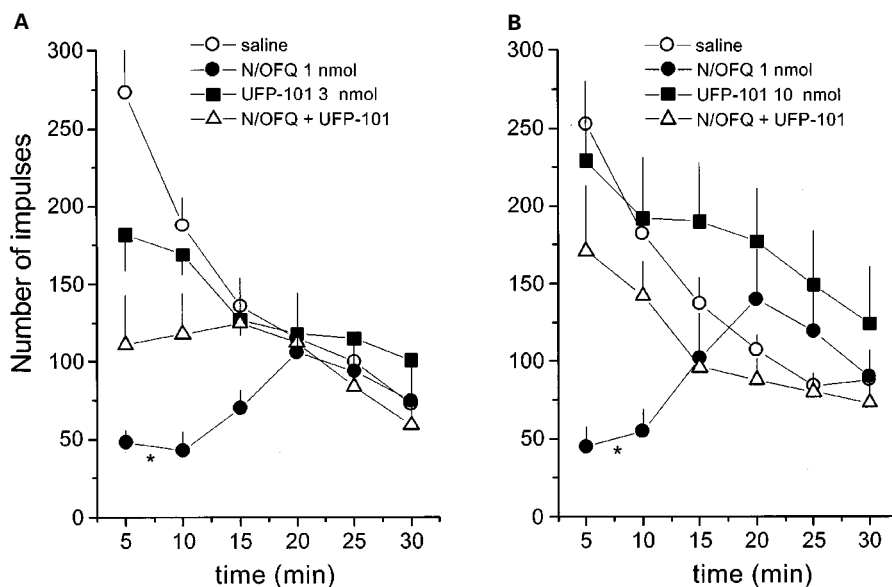 A
saline
N/OFQ 1 nmol
UFP-101 3 nmol
N/OFQ + UFP-101
300
250
200
150
100
50
0
Number of impulses
*
5 10 15 20 25 30
time (min)
B
saline
N/OFQ 1 nmol
UFP-101 10 nmol
N/OFQ + UFP-101
300
250
200
150
100
50
0
*
5 10 15 20 25 30
time (min)